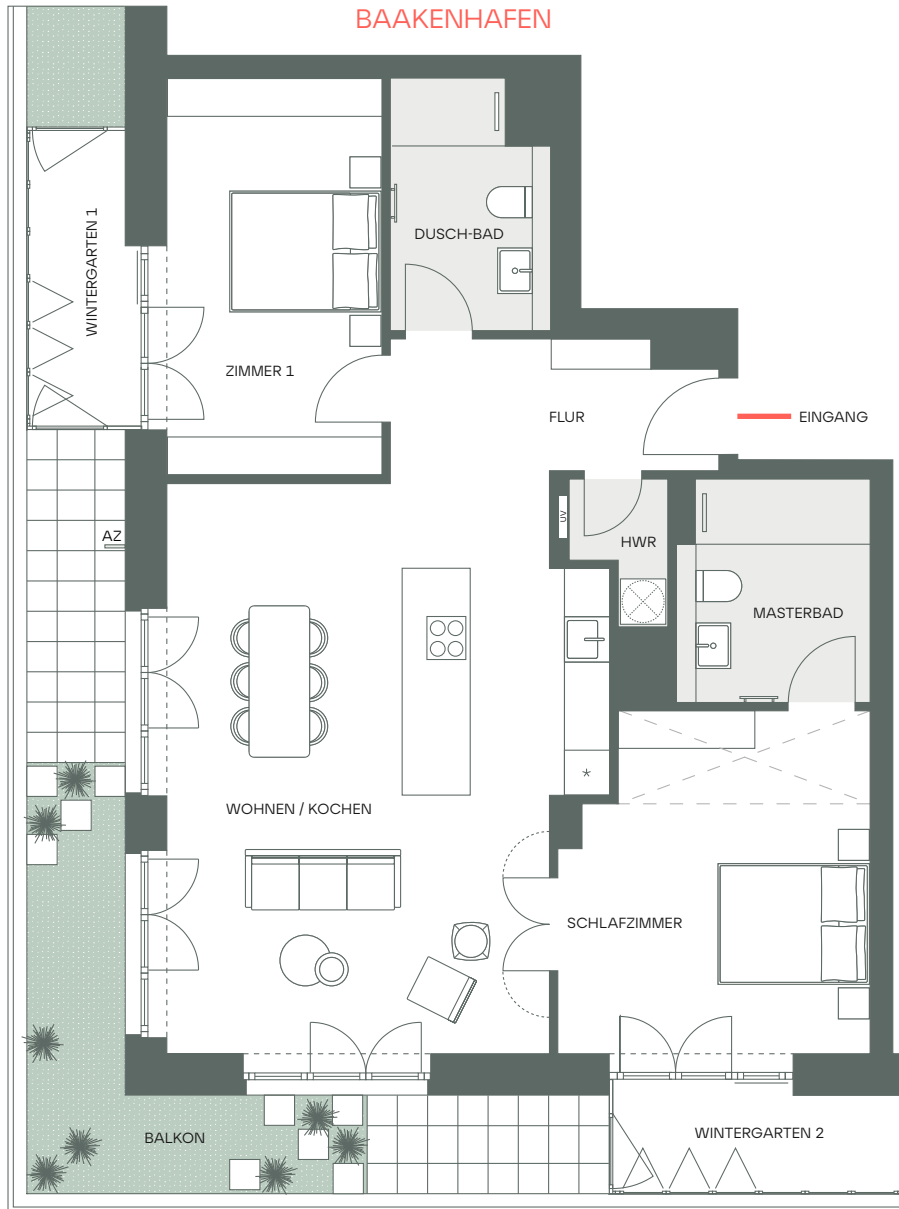 BAAKENHAFEN
WINTERGARTEN 1
DUSCH-BAD
ZIMMER 1
FLUR
EINGANG
UV
AZ
HWR
MASTERBAD
*
WOHNEN / KOCHEN
SCHLAFZIMMER
BALKON
WINTERGARTEN 2